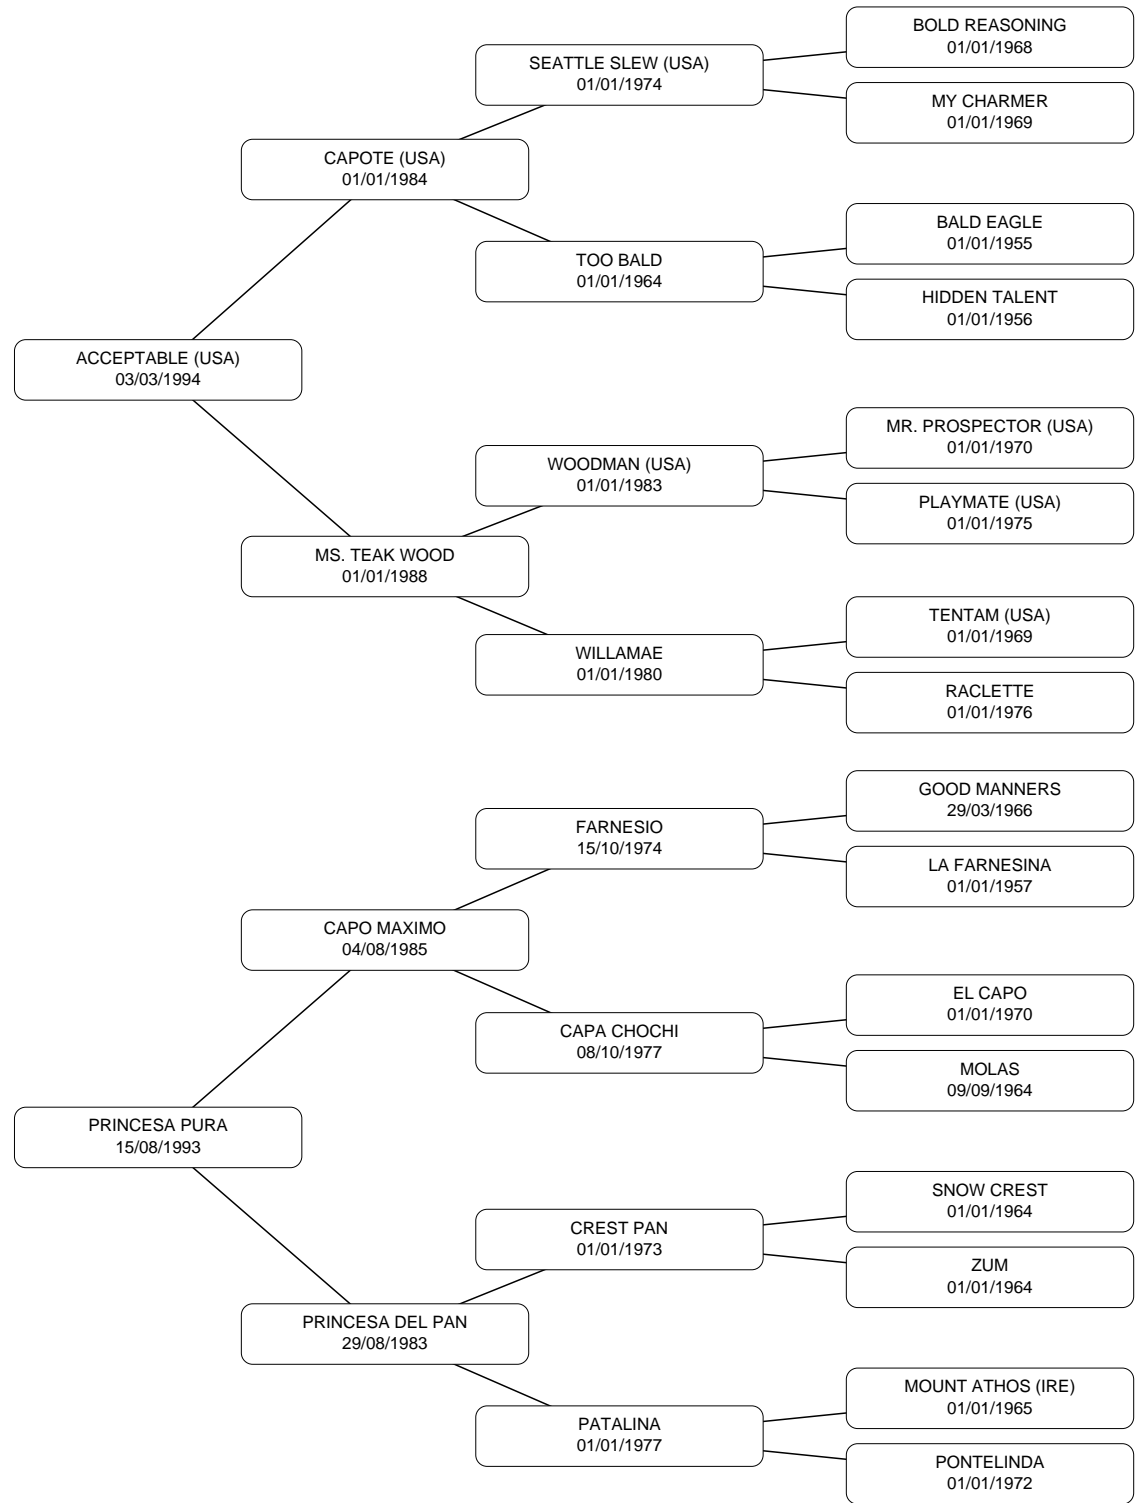 BOLD REASONING
01/01/1968
SEATTLE SLEW (USA)
01/01/1974
MY CHARMER
01/01/1969
CAPOTE (USA)
01/01/1984
BALD EAGLE
01/01/1955
TOO BALD
01/01/1964
HIDDEN TALENT
01/01/1956
ACCEPTABLE (USA)
03/03/1994
MR. PROSPECTOR (USA)
01/01/1970
WOODMAN (USA)
01/01/1983
PLAYMATE (USA)
01/01/1975
MS. TEAK WOOD
01/01/1988
TENTAM (USA)
01/01/1969
WILLAMAE
01/01/1980
RACLETTE
01/01/1976
GOOD MANNERS
29/03/1966
FARNESIO
15/10/1974
LA FARNESINA
01/01/1957
CAPO MAXIMO
04/08/1985
EL CAPO
01/01/1970
CAPA CHOCHI
08/10/1977
MOLAS
09/09/1964
PRINCESA PURA
15/08/1993
SNOW CREST
01/01/1964
CREST PAN
01/01/1973
ZUM
01/01/1964
PRINCESA DEL PAN
29/08/1983
MOUNT ATHOS (IRE)
01/01/1965
PATALINA
01/01/1977
PONTELINDA
01/01/1972